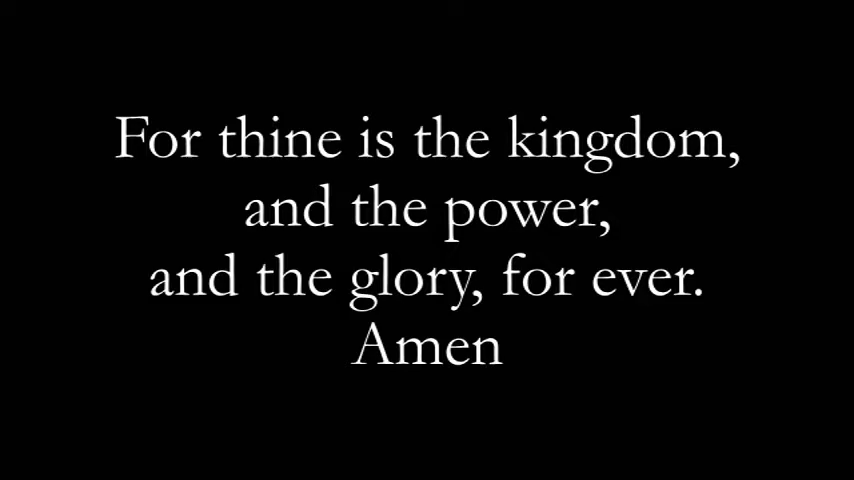 For thine is the kingdom,
and the power,
and the glory, for ever.
Amen